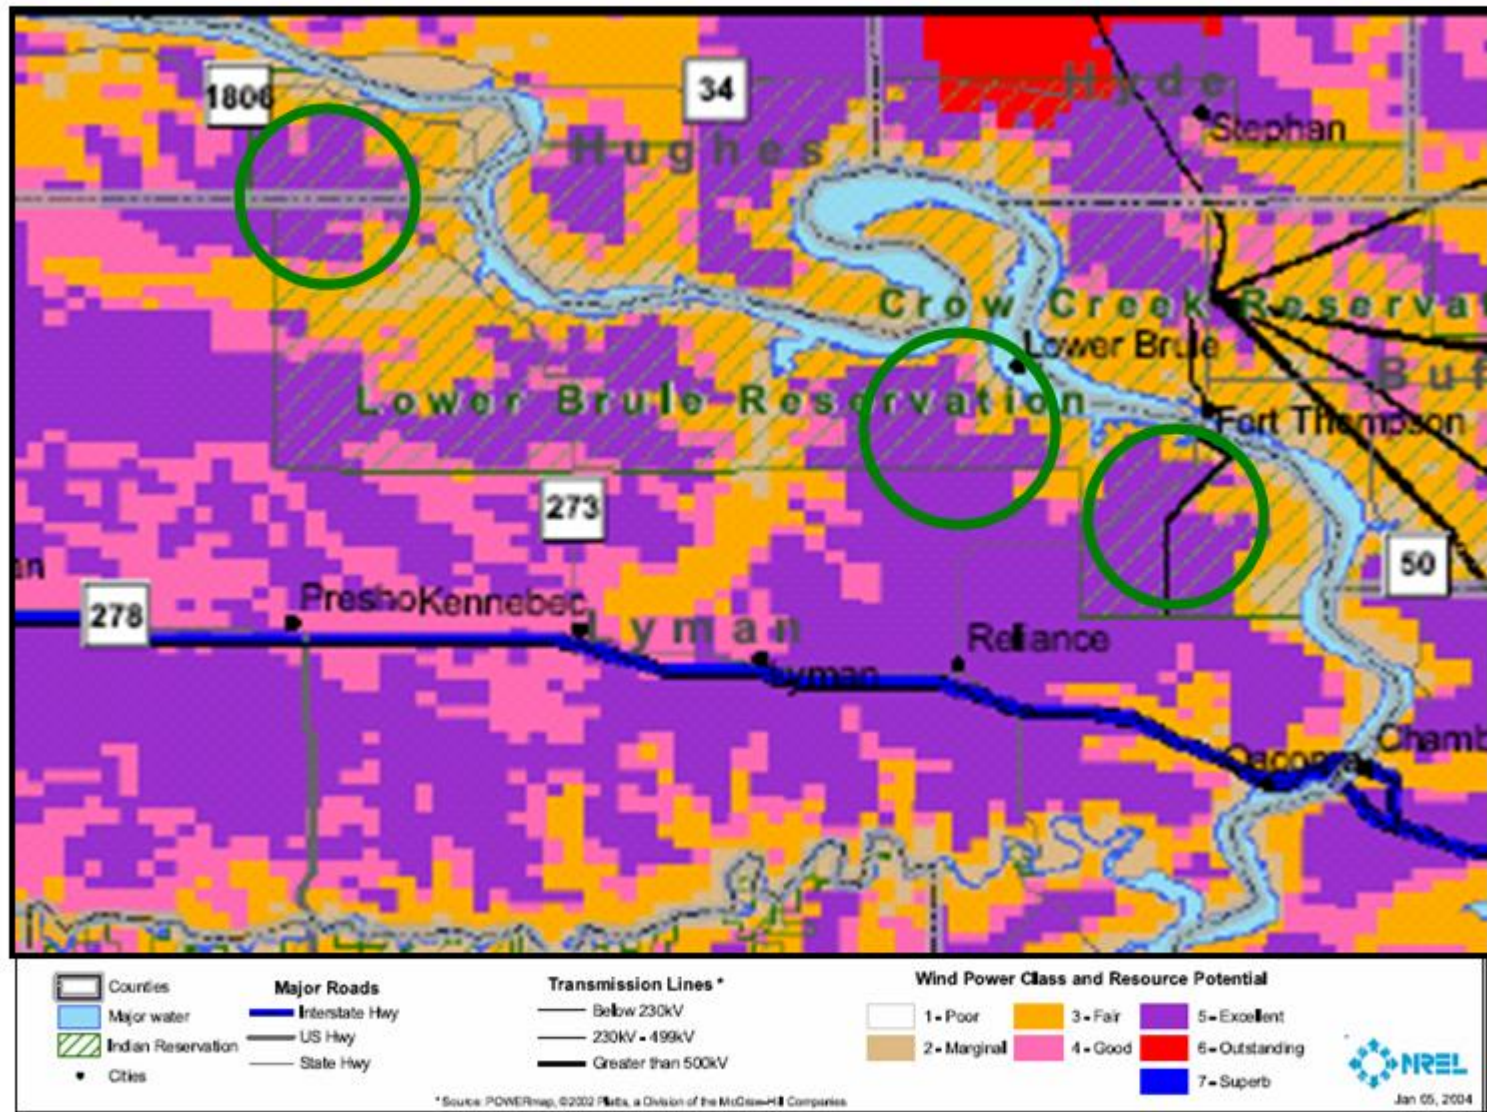 1806
34
Hyde
Stephan
Hughes
Crow Creek Reservat
Lower Brule
Buf
Lower Brule Reservation
Fort Thompson
273
50
an
278
Presho
Kennebec
Lyman
Reliance
Lyman
Oacoma
Chamb
Counties
Major water
Indian Reservation
Cities
Major Roads
Interstate Hwy
US Hwy
State Hwy
Transmission Lines *
Below 230kV
230kV - 499kV
Greater than 500kV
* Source: POWERmap, ©2002 Platts, a Division of the McGraw-Hill Companies
Wind Power Class and Resource Potential
1 - Poor
2 - Marginal
3 - Fair
4 - Good
5 - Excellent
6 - Outstanding
7 - Superb
NREL
Jan 05, 2004